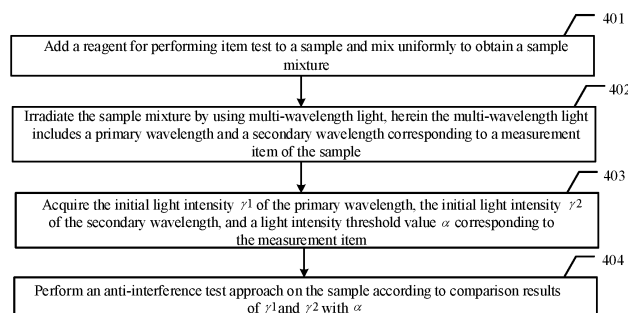 401
Add a reagent for performing item test to a sample and mix uniformly to obtain a sample
mixture
402
Irradiate the sample mixture by using multi-wavelength light, herein the multi-wavelength light
includes a primary wavelength and a secondary wavelength corresponding to a measurement
item of the sample
403
Acquire the initial light intensity γ1 of the primary wavelength, the initial light intensity γ2
of the secondary wavelength, and a light intensity threshold value α corresponding to
the measurement item
404
Perform an anti-interference test approach on the sample according to comparison results
of γ1and γ2 with α